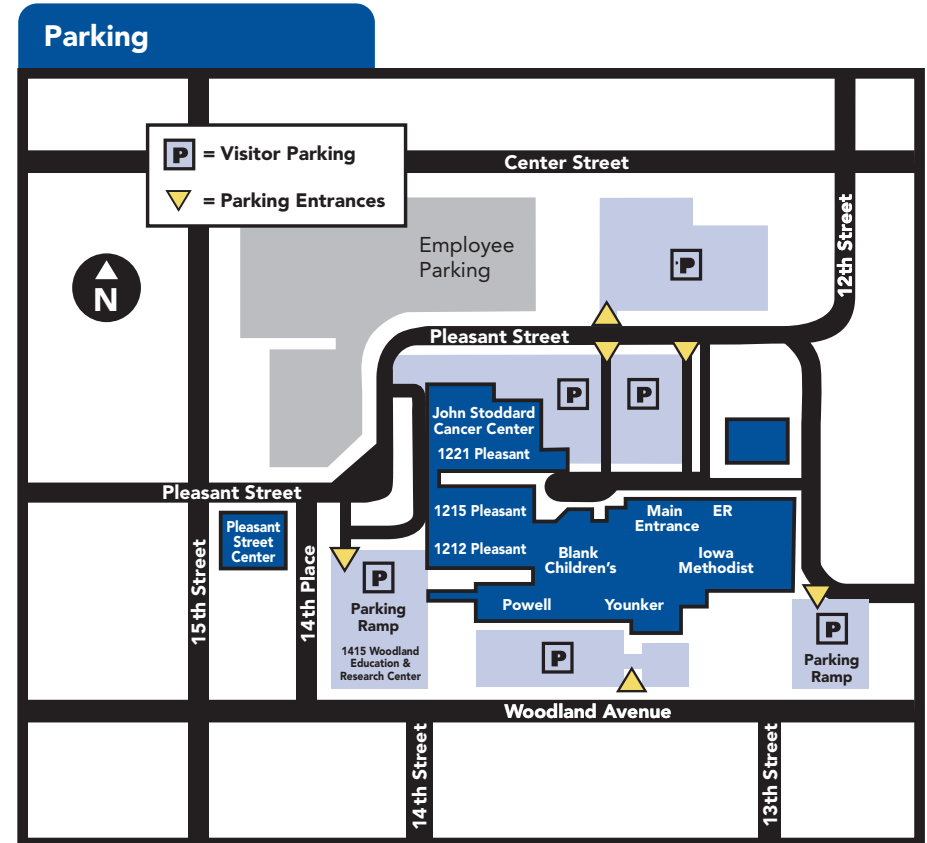 Parking
P = Visitor Parking
= Parking Entrances
Center Street
12th Street
N
Employee
Parking
P
Pleasant Street
P
P
John Stoddard
Cancer Center
1221 Pleasant
Pleasant Street
1215 Pleasant
Main
Entrance
ER
Pleasant
Street
Center
1212 Pleasant
Blank
Children's
Iowa
Methodist
15th Street
14th Place
P
Parking
Ramp
1415 Woodland
Education &
Research Center
Powell
Younker
P
P
Parking
Ramp
Woodland Avenue
14th Street
13th Street